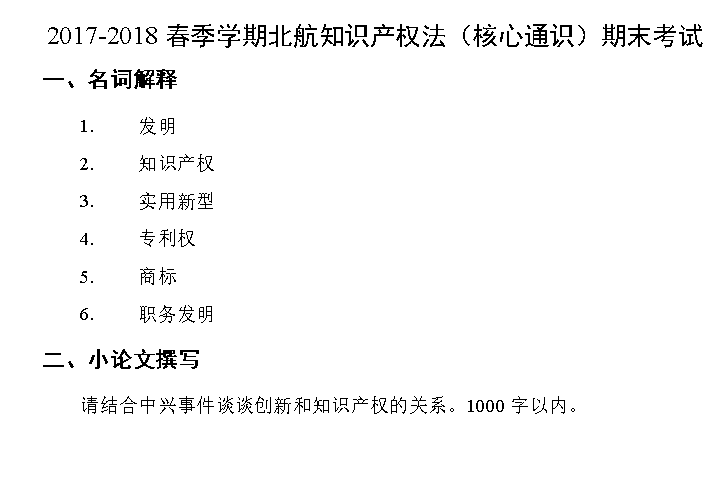 2017-2018 春季学期北航知识产权法（核心通识）期末考试
一、名词解释
1. 发明
2. 知识产权
3. 实用新型
4. 专利权
5. 商标
6. 职务发明
二、小论文撰写
请结合中兴事件谈谈创新和知识产权的关系。1000 字以内。